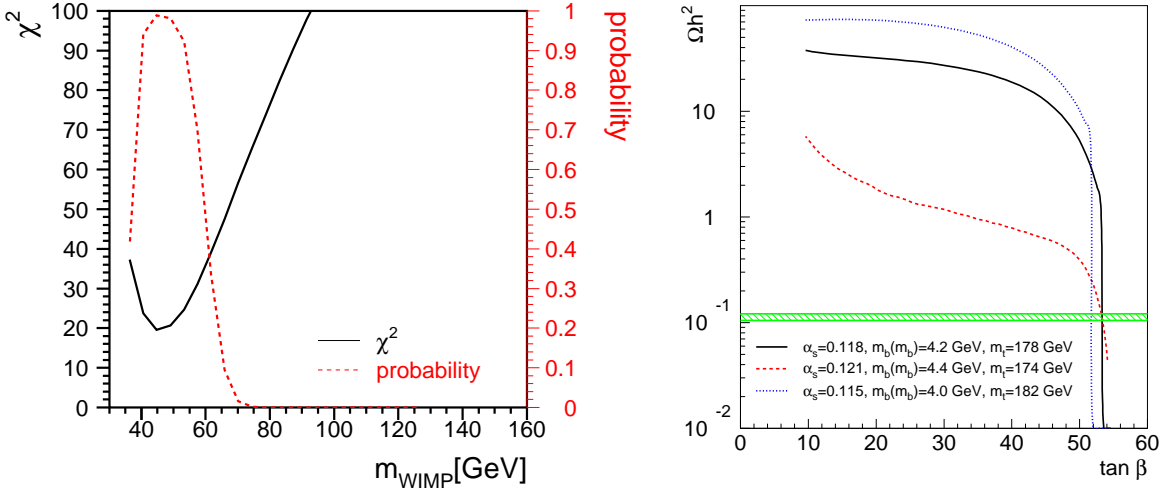 χ²
100
90
80
70
60
50
40
30
20
10
0
40 60 80 100 120 140 160
m_WIMP[GeV]
1
0.9
0.8
0.7
0.6
0.5
0.4
0.3
0.2
0.1
0
probability
χ²
probability
Ωh²
10
1
10⁻¹
10⁻²
0 10 20 30 40 50 60
tan β
α_s=0.118, m_b(m_b)=4.2 GeV, m_t=178 GeV
α_s=0.121, m_b(m_b)=4.4 GeV, m_t=174 GeV
α_s=0.115, m_b(m_b)=4.0 GeV, m_t=182 GeV